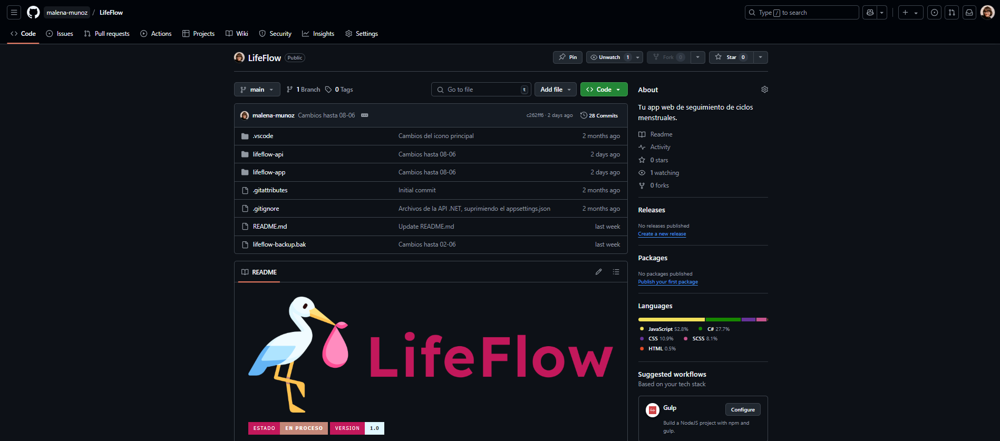 malena-munoz / LifeFlow
Type / to search
Code Issues Pull requests Actions Projects Wiki Security Insights Settings
LifeFlow Public
Pin Unwatch 1 Fork 0 Star 0
main 1 Branch 0 Tags
Go to file t Add file Code
malena-munoz Cambios hasta 08-06 c262ff6 · 2 days ago 28 Commits
.vscode Cambios del icono principal 2 months ago
lifeflow-api Cambios hasta 08-06 2 days ago
lifeflow-app Cambios hasta 08-06 2 days ago
.gitattributes Initial commit 2 months ago
.gitignore Archivos de la API .NET, suprimiendo el appsettings.json 2 months ago
README.md Update README.md last week
lifeflow-backup.bak Cambios hasta 02-06 last week
README
LifeFlow
ESTADO EN PROCESO VERSION 1.0
About
Tu app web de seguimiento de ciclos
menstruales.
Readme
Activity
0 stars
1 watching
0 forks
Releases
No releases published
Create a new release
Packages
No packages published
Publish your first package
Languages
JavaScript 52.8% C# 27.7%
CSS 10.9% SCSS 8.1%
HTML 0.5%
Suggested workflows
Based on your tech stack
Gulp Configure
Build a NodeJS project with npm and
gulp.